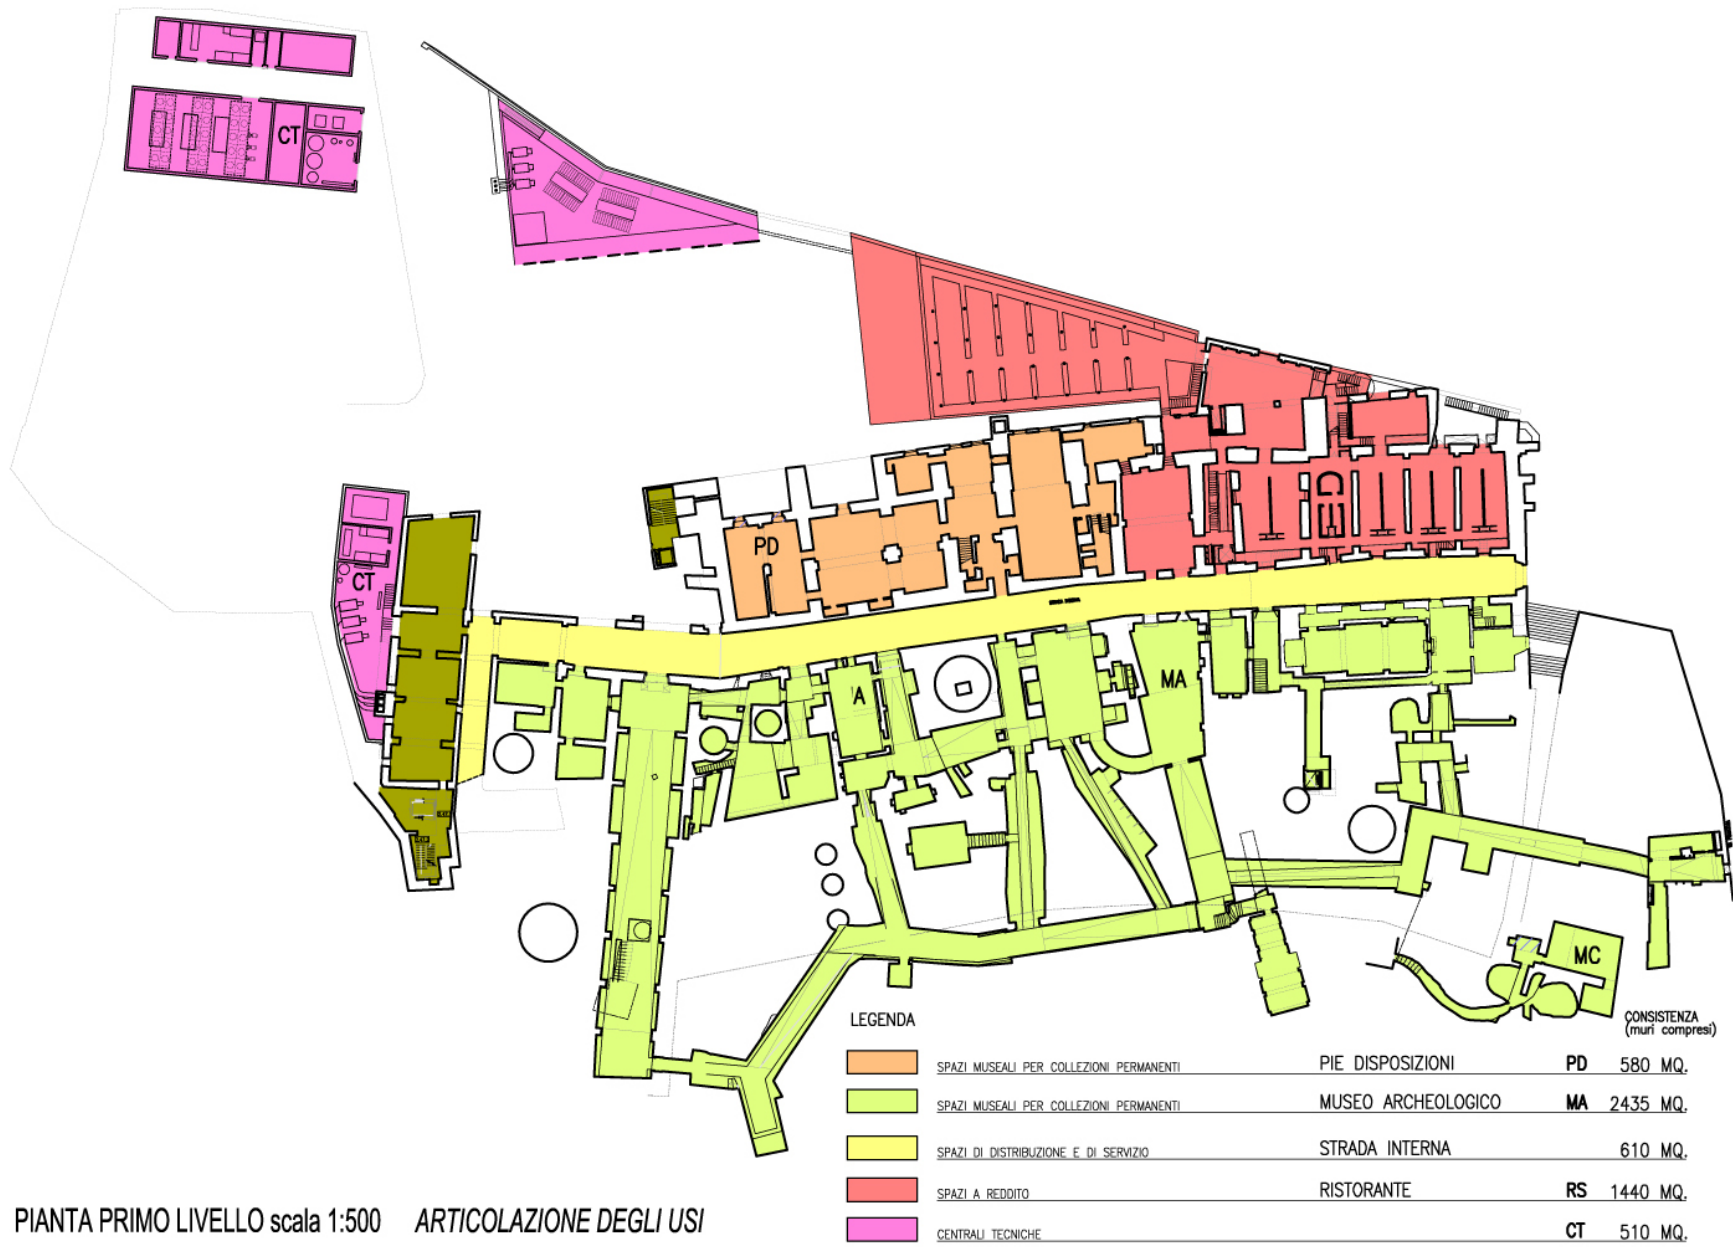 CT
CT
PD
A
MA
MC
LEGENDA
CONSISTENZA
(muri compresi)
SPAZI MUSEALI PER COLLEZIONI PERMANENTI PIE DISPOSIZIONI PD 580 MQ.
SPAZI MUSEALI PER COLLEZIONI PERMANENTI MUSEO ARCHEOLOGICO MA 2435 MQ.
SPAZI DI DISTRIBUZIONE E DI SERVIZIO STRADA INTERNA 610 MQ.
SPAZI A REDDITO RISTORANTE RS 1440 MQ.
CENTRALI TECNICHE CT 510 MQ.
PIANTA PRIMO LIVELLO scala 1:500 ARTICOLAZIONE DEGLI USI